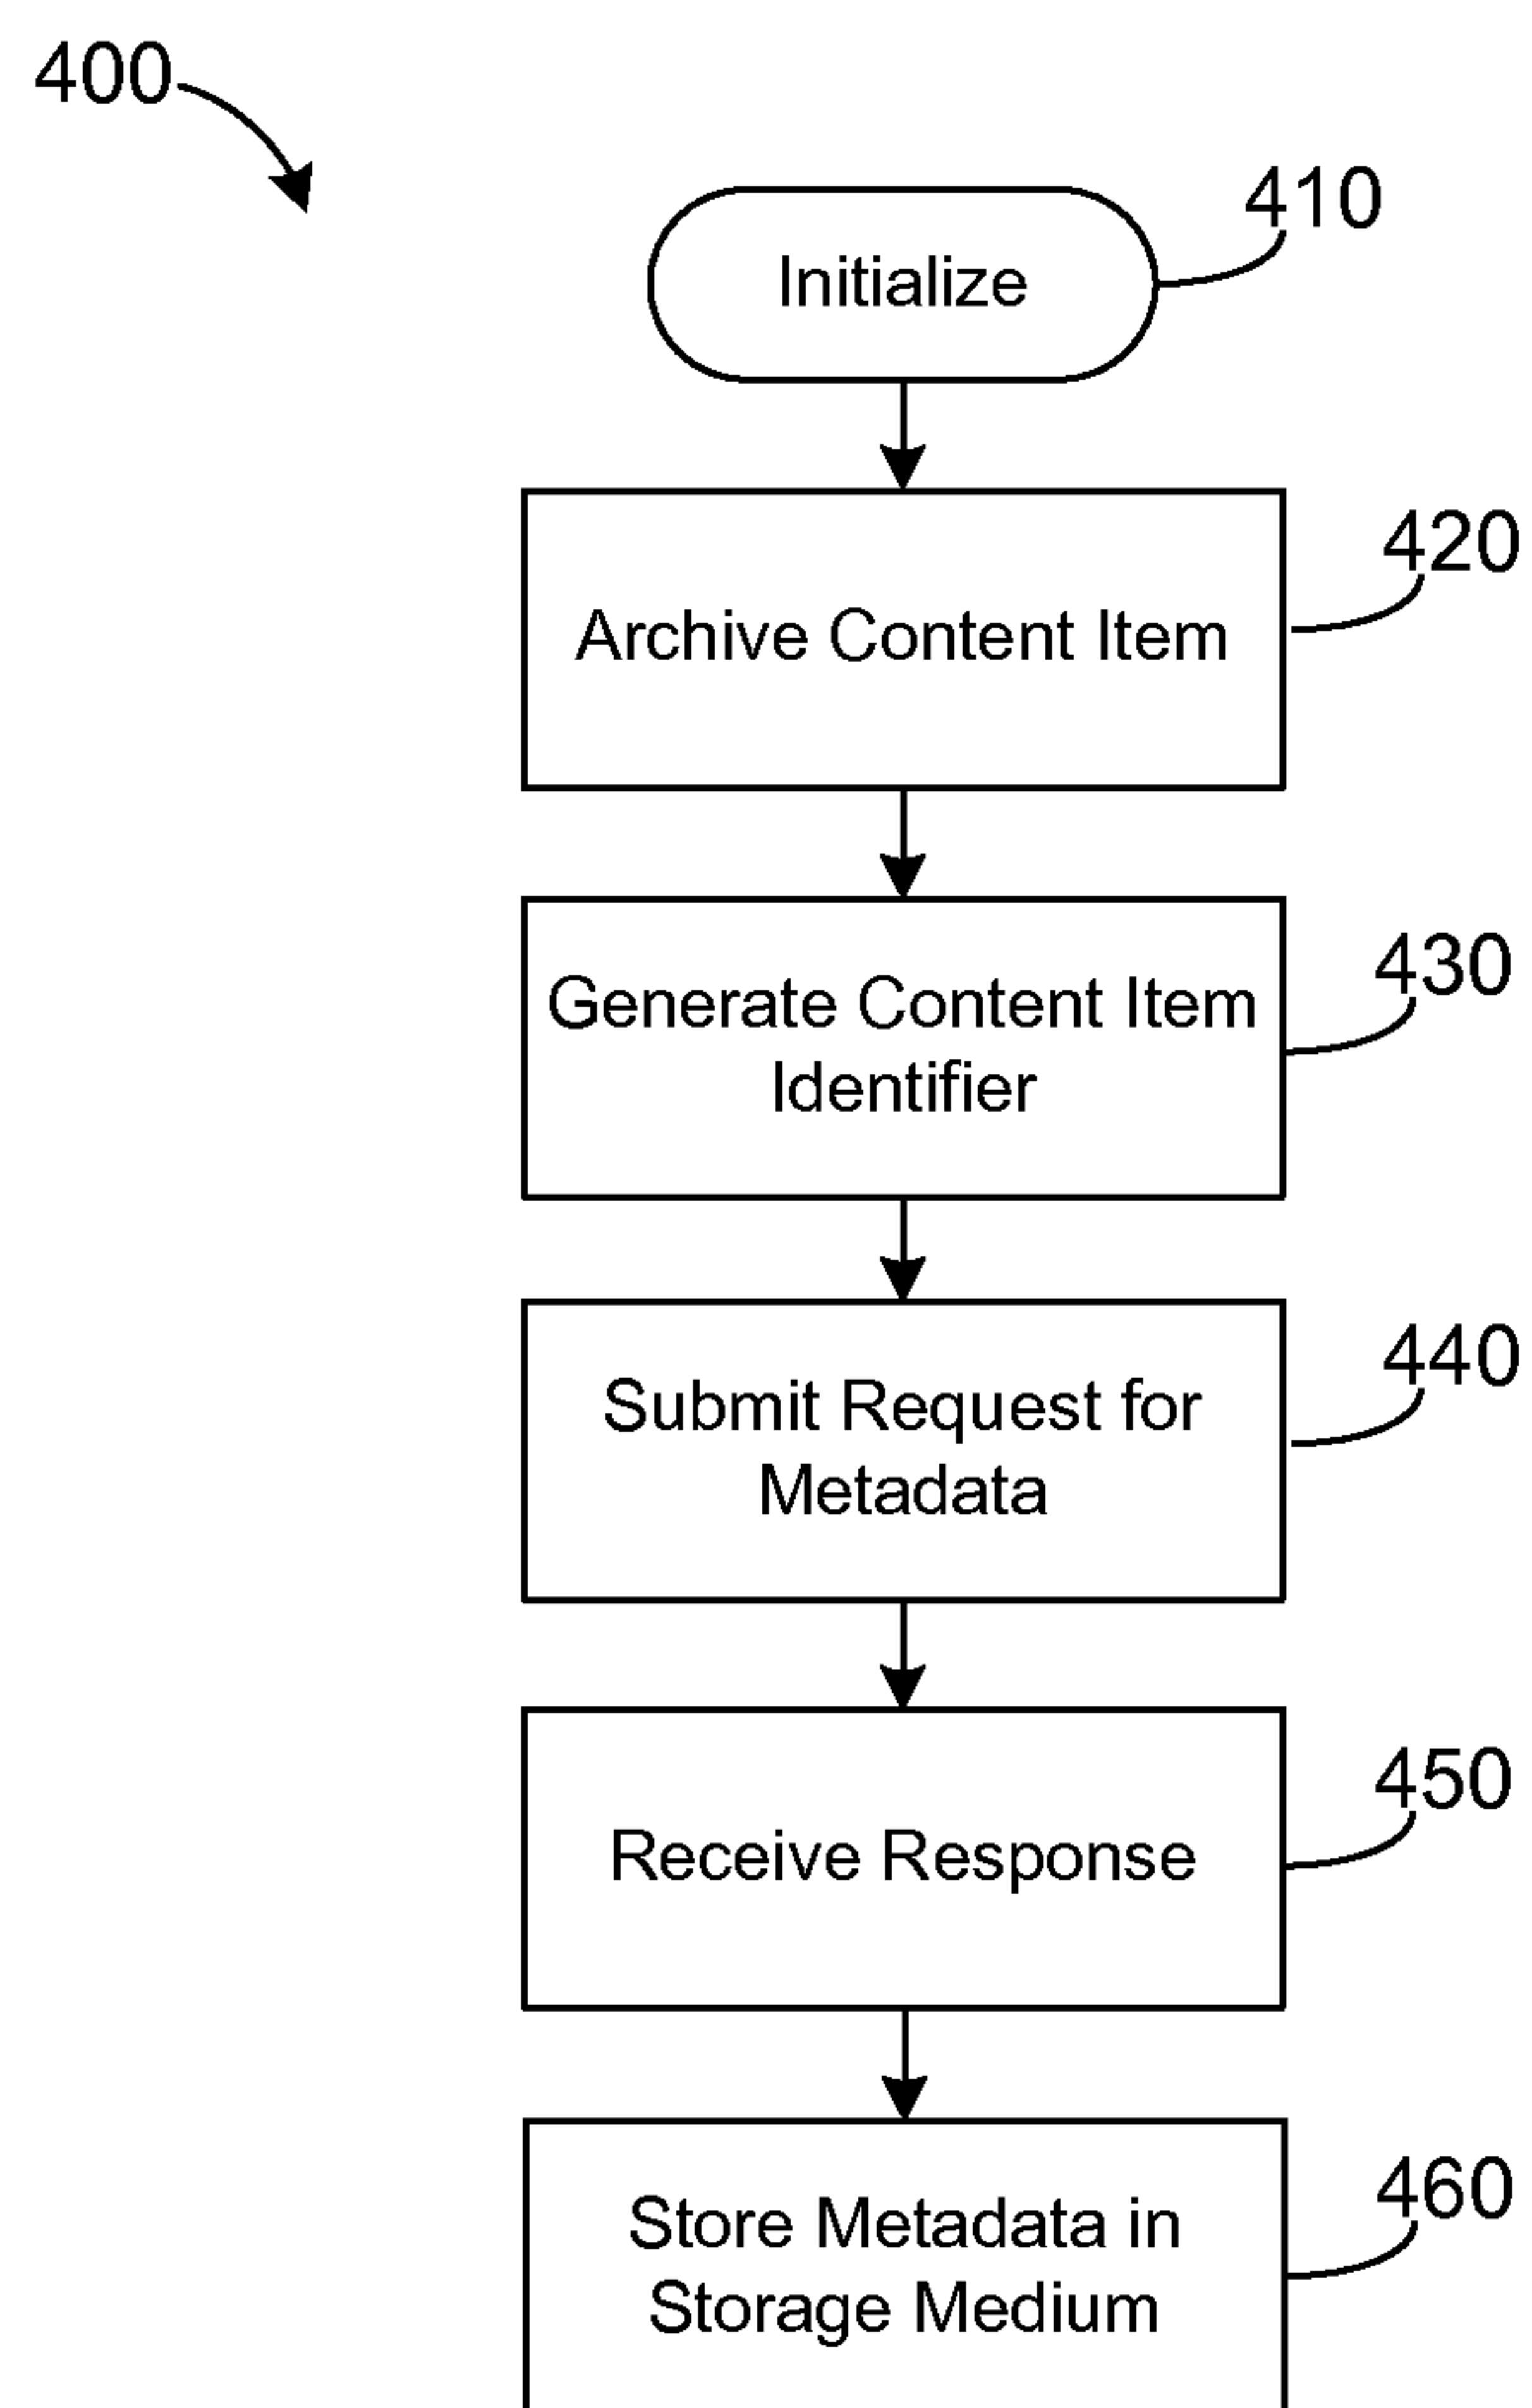 400
410
Initialize
420
Archive Content Item
430
Generate Content Item
Identifier
440
Submit Request for
Metadata
450
Receive Response
460
Store Metadata in
Storage Medium